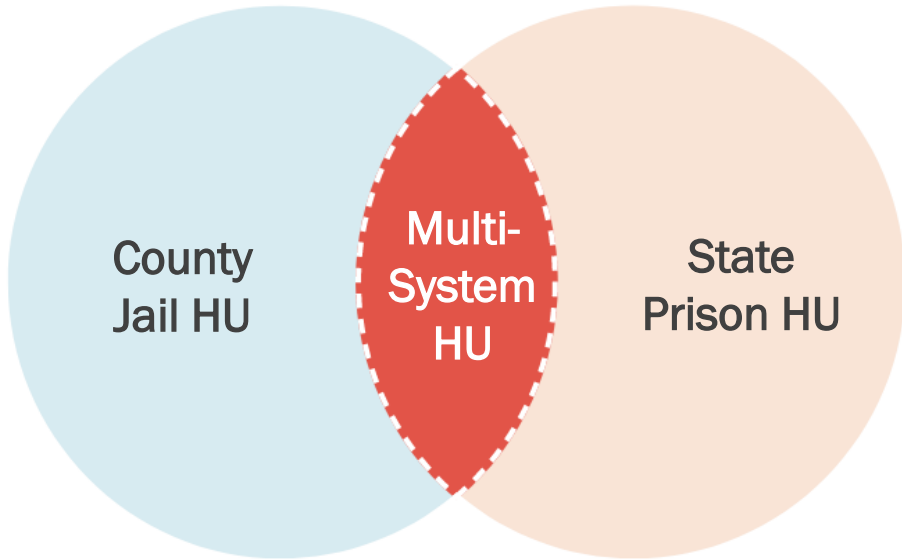 County
Jail HU
Multi-
System
HU
State
Prison HU